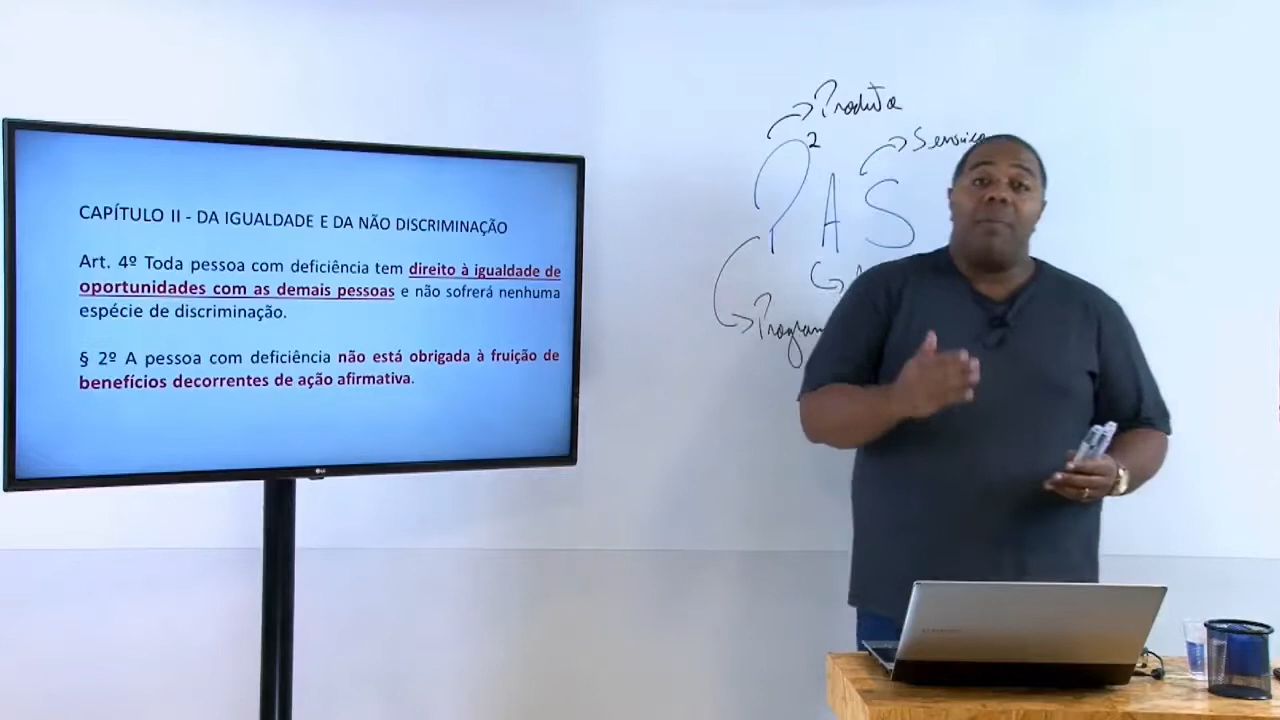 CAPÍTULO II - DA IGUALDADE E DA NÃO DISCRIMINAÇÃO
Art. 4º Toda pessoa com deficiência tem direito à igualdade de
oportunidades com as demais pessoas e não sofrerá nenhuma
espécie de discriminação.
§ 2º A pessoa com deficiência não está obrigada à fruição de
benefícios decorrentes de ação afirmativa.
LG
Produto
P² A S